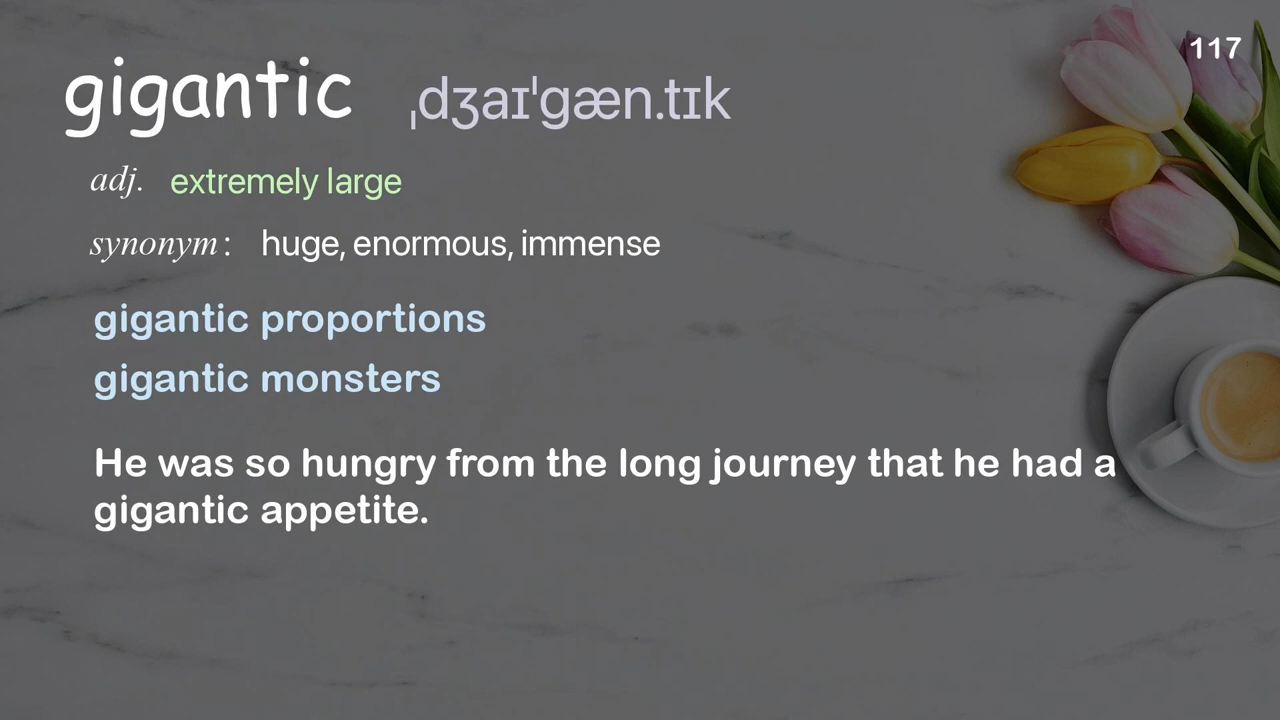 117
gigantic ˌdʒaɪˈɡæn.tɪk
adj. extremely large
synonym: huge, enormous, immense
gigantic proportions
gigantic monsters
He was so hungry from the long journey that he had a
gigantic appetite.